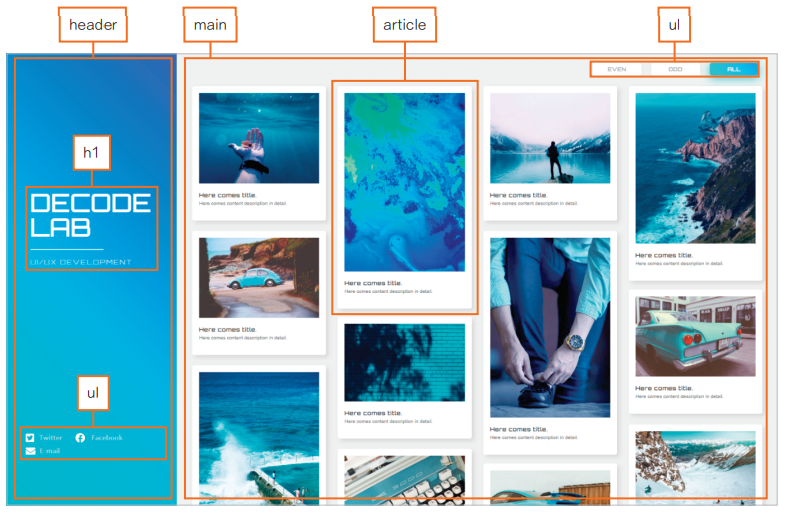 header
main
article
ul
EVEN
ODD
ALL
h1
DECODE
LAB
UI/UX DEVELOPMENT
ul
Twitter
Facebook
E-mail
Here comes title.
Here comes content description in detail.
Here comes title.
Here comes content description in detail.
Here comes title.
Here comes content description in detail.
Here comes title.
Here comes content description in detail.
Here comes title.
Here comes content description in detail.
Here comes title.
Here comes content description in detail.
Here comes title.
Here comes content description in detail.
Here comes title.
Here comes content description in detail.